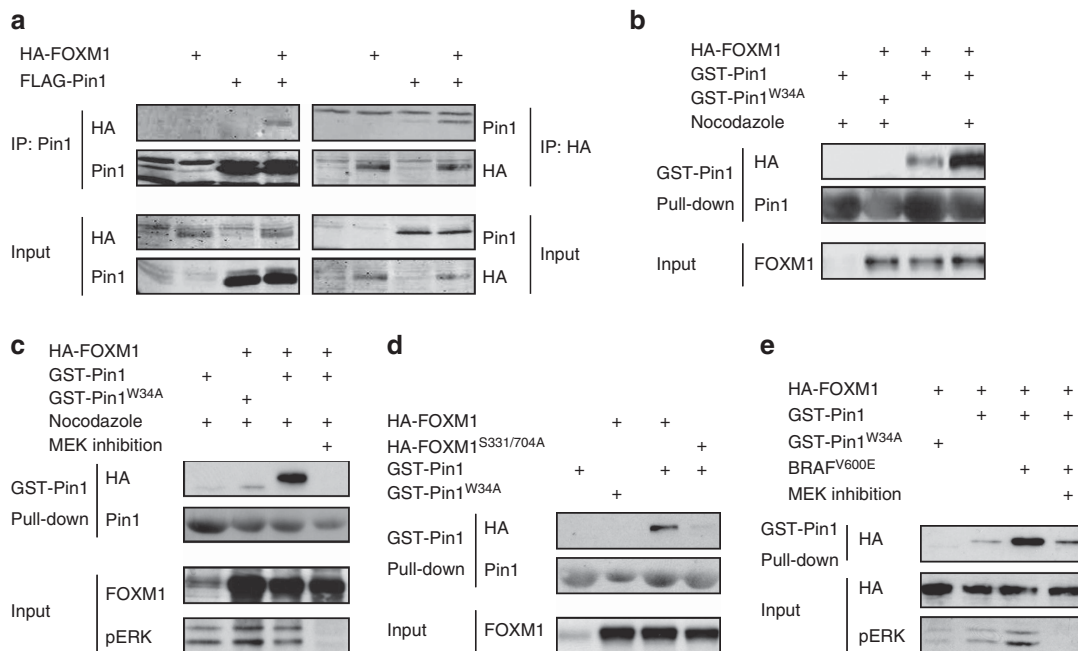 a
HA-FOXM1 + + + +
FLAG-Pin1 + + + +
IP: Pin1 HA Pin1 IP: HA
Pin1 HA
Input HA Pin1 Input
Pin1 HA
b
HA-FOXM1 + + +
GST-Pin1 + + +
GST-Pin1W34A +
Nocodazole + + +
GST-Pin1 HA
Pull-down Pin1
Input FOXM1
c
HA-FOXM1 + + +
GST-Pin1 + + +
GST-Pin1W34A +
Nocodazole + + + +
MEK inhibition +
GST-Pin1 HA
Pull-down Pin1
Input FOXM1
pERK
d
HA-FOXM1 + +
HA-FOXM1S331/704A +
GST-Pin1 + + +
GST-Pin1W34A +
GST-Pin1 HA
Pull-down Pin1
Input FOXM1
e
HA-FOXM1 + + + +
GST-Pin1 + + +
GST-Pin1W34A +
BRAFV600E + +
MEK inhibition +
GST-Pin1 HA
Pull-down
Input HA
pERK